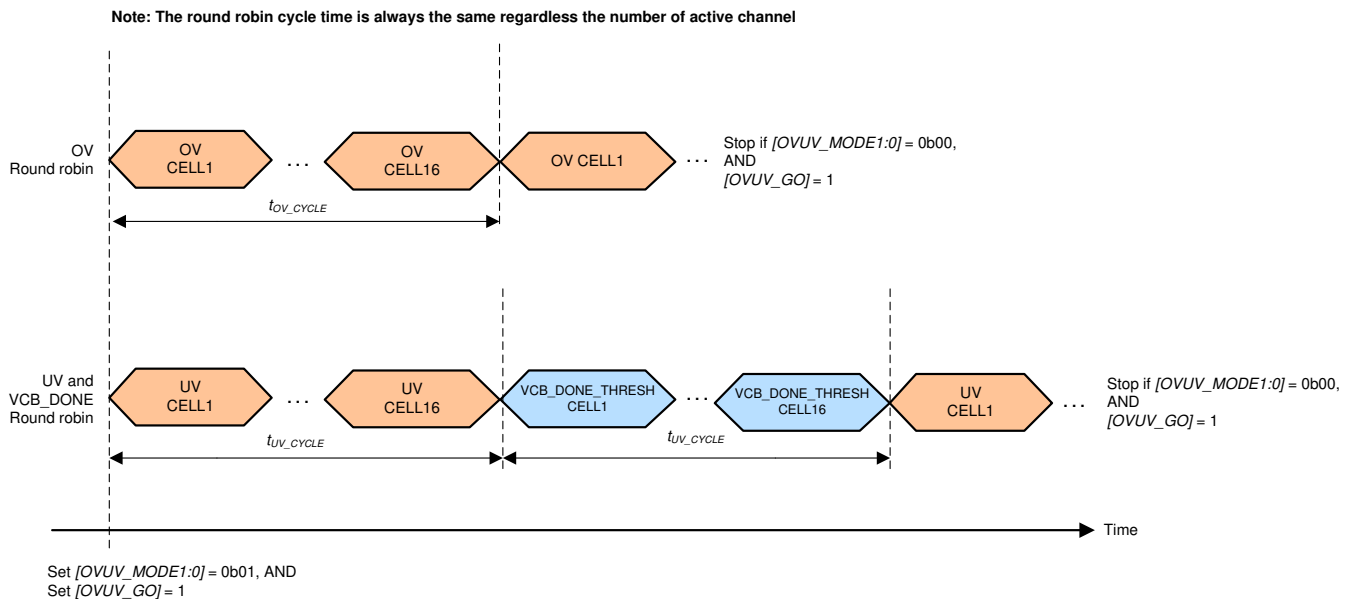 Note: The round robin cycle time is always the same regardless the number of active channel
OV
Round robin
OV
CELL1
...
OV
CELL16
OV CELL1
...
Stop if [OVUV_MODE1:0] = 0b00,
AND
[OVUV_GO] = 1
tOV_CYCLE
UV and
VCB_DONE
Round robin
UV
CELL1
...
UV
CELL16
VCB_DONE_THRESH
CELL1
...
VCB_DONE_THRESH
CELL16
UV
CELL1
...
Stop if [OVUV_MODE1:0] = 0b00,
AND
[OVUV_GO] = 1
tUV_CYCLE
tUV_CYCLE
Time
Set [OVUV_MODE1:0] = 0b01, AND
Set [OVUV_GO] = 1